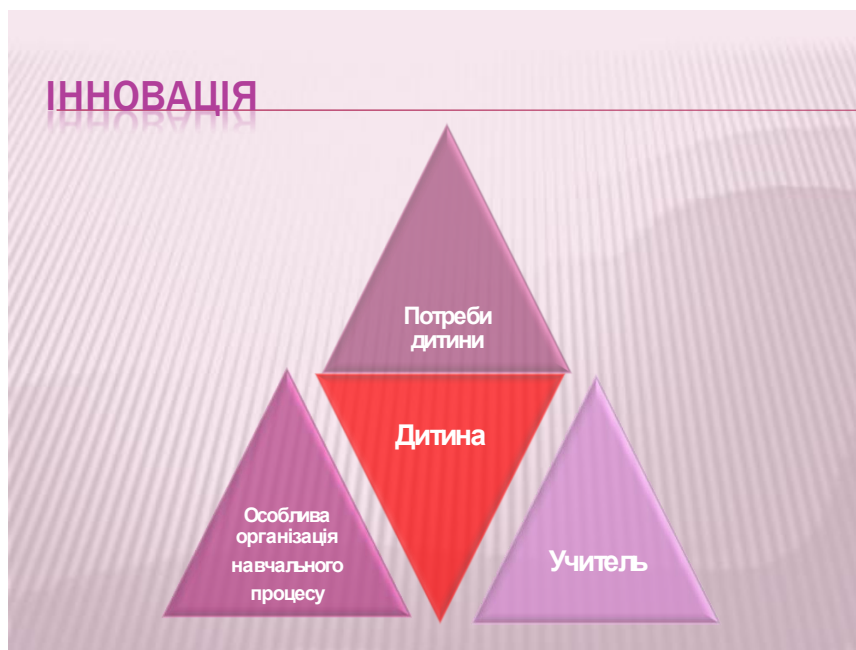 ІННОВАЦІЯ
Потреби
дитини
Дитина
Особлива
організація
навчального
процесу
Учитель